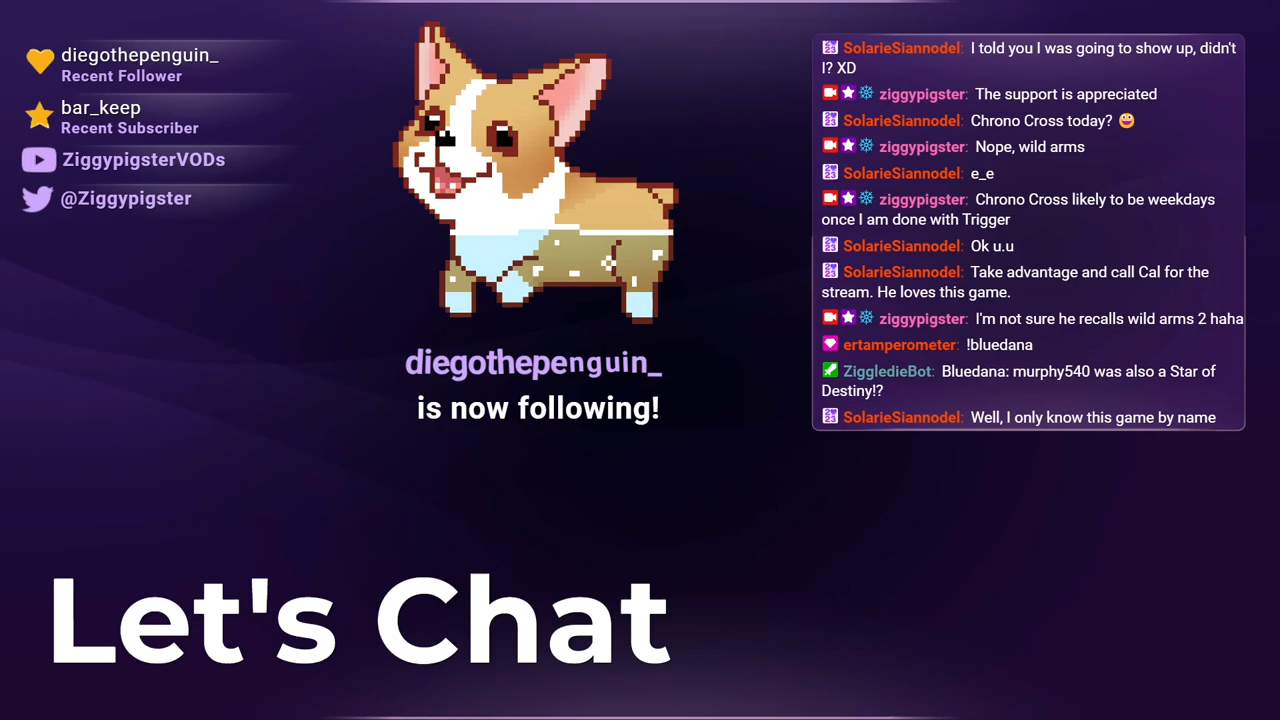 diegothepenguin_
Recent Follower
bar_keep
Recent Subscriber
ZiggypigsterVODs
@Ziggypigster
diegothepenguin_
is now following!
SolarieSiannodel: I told you I was going to show up, didn't
I? XD
ziggypigster: The support is appreciated
SolarieSiannodel: Chrono Cross today?
ziggypigster: Nope, wild arms
SolarieSiannodel: e_e
ziggypigster: Chrono Cross likely to be weekdays
once I am done with Trigger
SolarieSiannodel: Ok u.u
SolarieSiannodel: Take advantage and call Cal for the
stream. He loves this game.
ziggypigster: I'm not sure he recalls wild arms 2 haha
ertamperometer: !bluedana
ZiggledieBot: Bluedana: murphy540 was also a Star of
Destiny!?
SolarieSiannodel: Well, I only know this game by name
Let's Chat